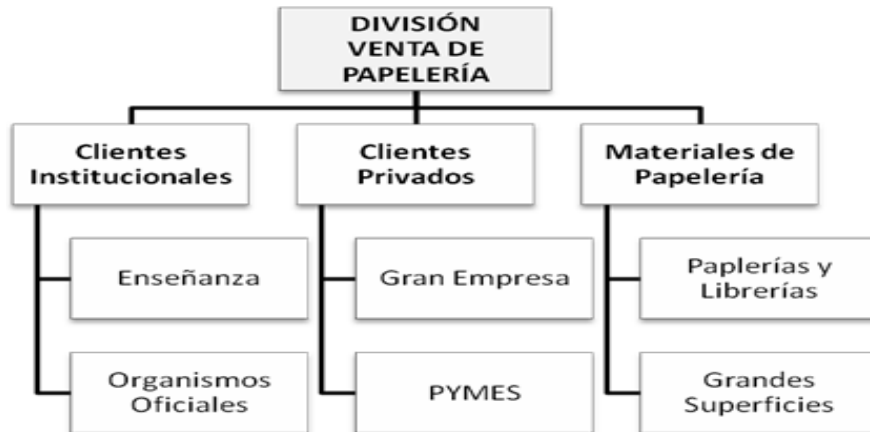 DIVISIÓN
VENTA DE
PAPELERÍA
Clientes
Institucionales
Clientes
Privados
Materiales de
Papelería
Enseñanza
Gran Empresa
Paplerías y
Librerías
Organismos
Oficiales
PYMES
Grandes
Superficies